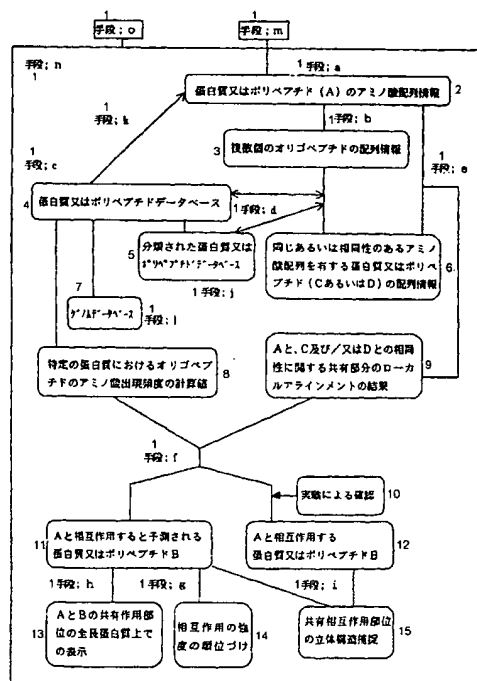 1
手段;o
1
手段;m
手段;n
1
1手段;a
蛋白質又はポリペプチド(A)のアミノ酸配列情報
2
1
手段;k
1手段;b
1
手段;e
3
複数個のオリゴペプチドの配列情報
1
手段;c
4
蛋白質又はポリペプチドデータベース
1手段;d
5
分類された蛋白質又は
ポリペプチドデータベース
1手段;j
同じあるいは相同性のあるアミノ
酸配列を有する蛋白質又はポリペ
プチド(CあるいはD)の配列情報
6
7
ゲノムデータベース
1
手段;l
特定の蛋白質におけるオリゴペプ
チドのアミノ酸出現頻度の計算値
8
Aと、C及び/又はDとの相同
性に関する共有部分のローカ
ルアラインメントの結果
9
1
手段;f
実験による確認
10
11
Aと相互作用すると予測される
蛋白質又はポリペプチドB
Aと相互作用する
蛋白質又はポリペプチドB
12
1手段;h
1手段;g
1手段;i
13
AとBの共有作用部
位の全長蛋白質上で
の表示
相互作用の強
度の順位づけ
14
共有相互作用部位
の立体構造捕捉
15